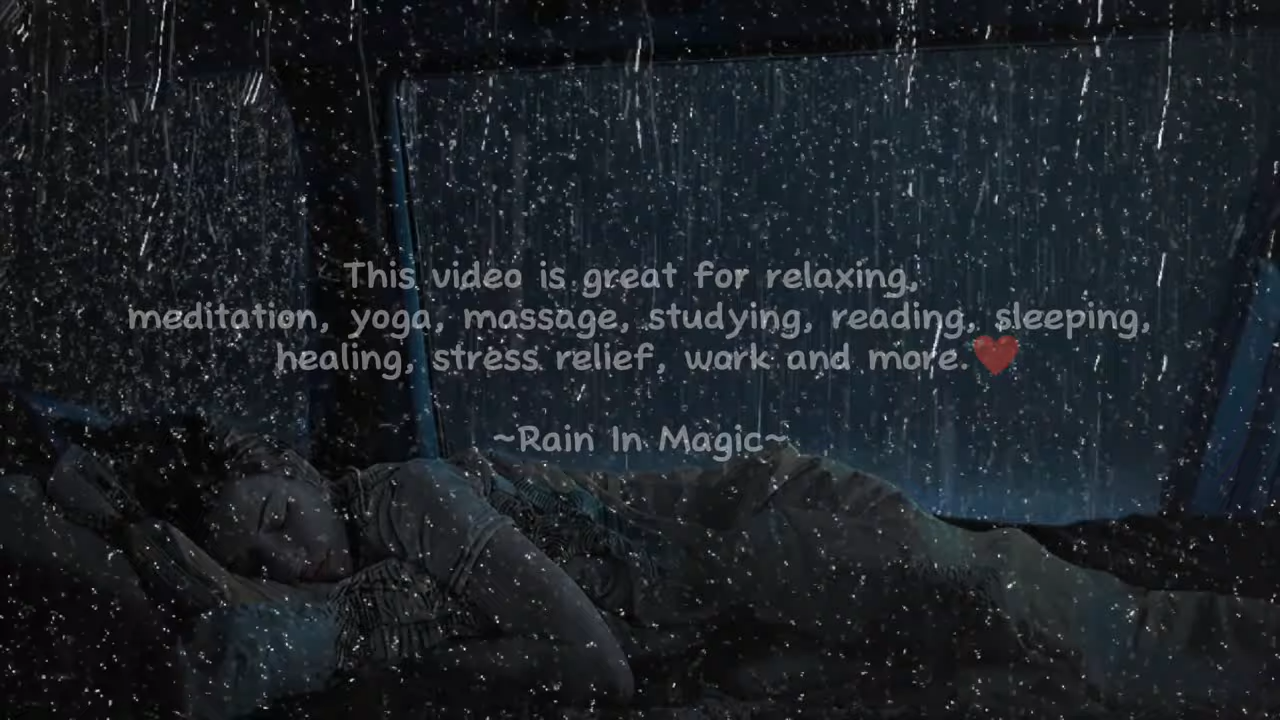 This video is great for relaxing,
meditation, yoga, massage, studying, reading, sleeping,
healing, stress relief, work and more.❤️
~Rain In Magic~